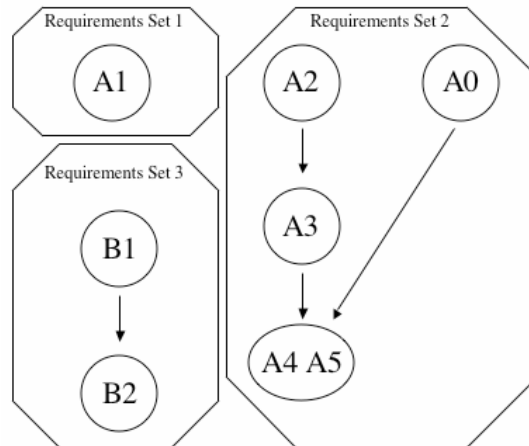 Requirements Set 1
A1
Requirements Set 2
A2
A0
A3
A4 A5
Requirements Set 3
B1
B2